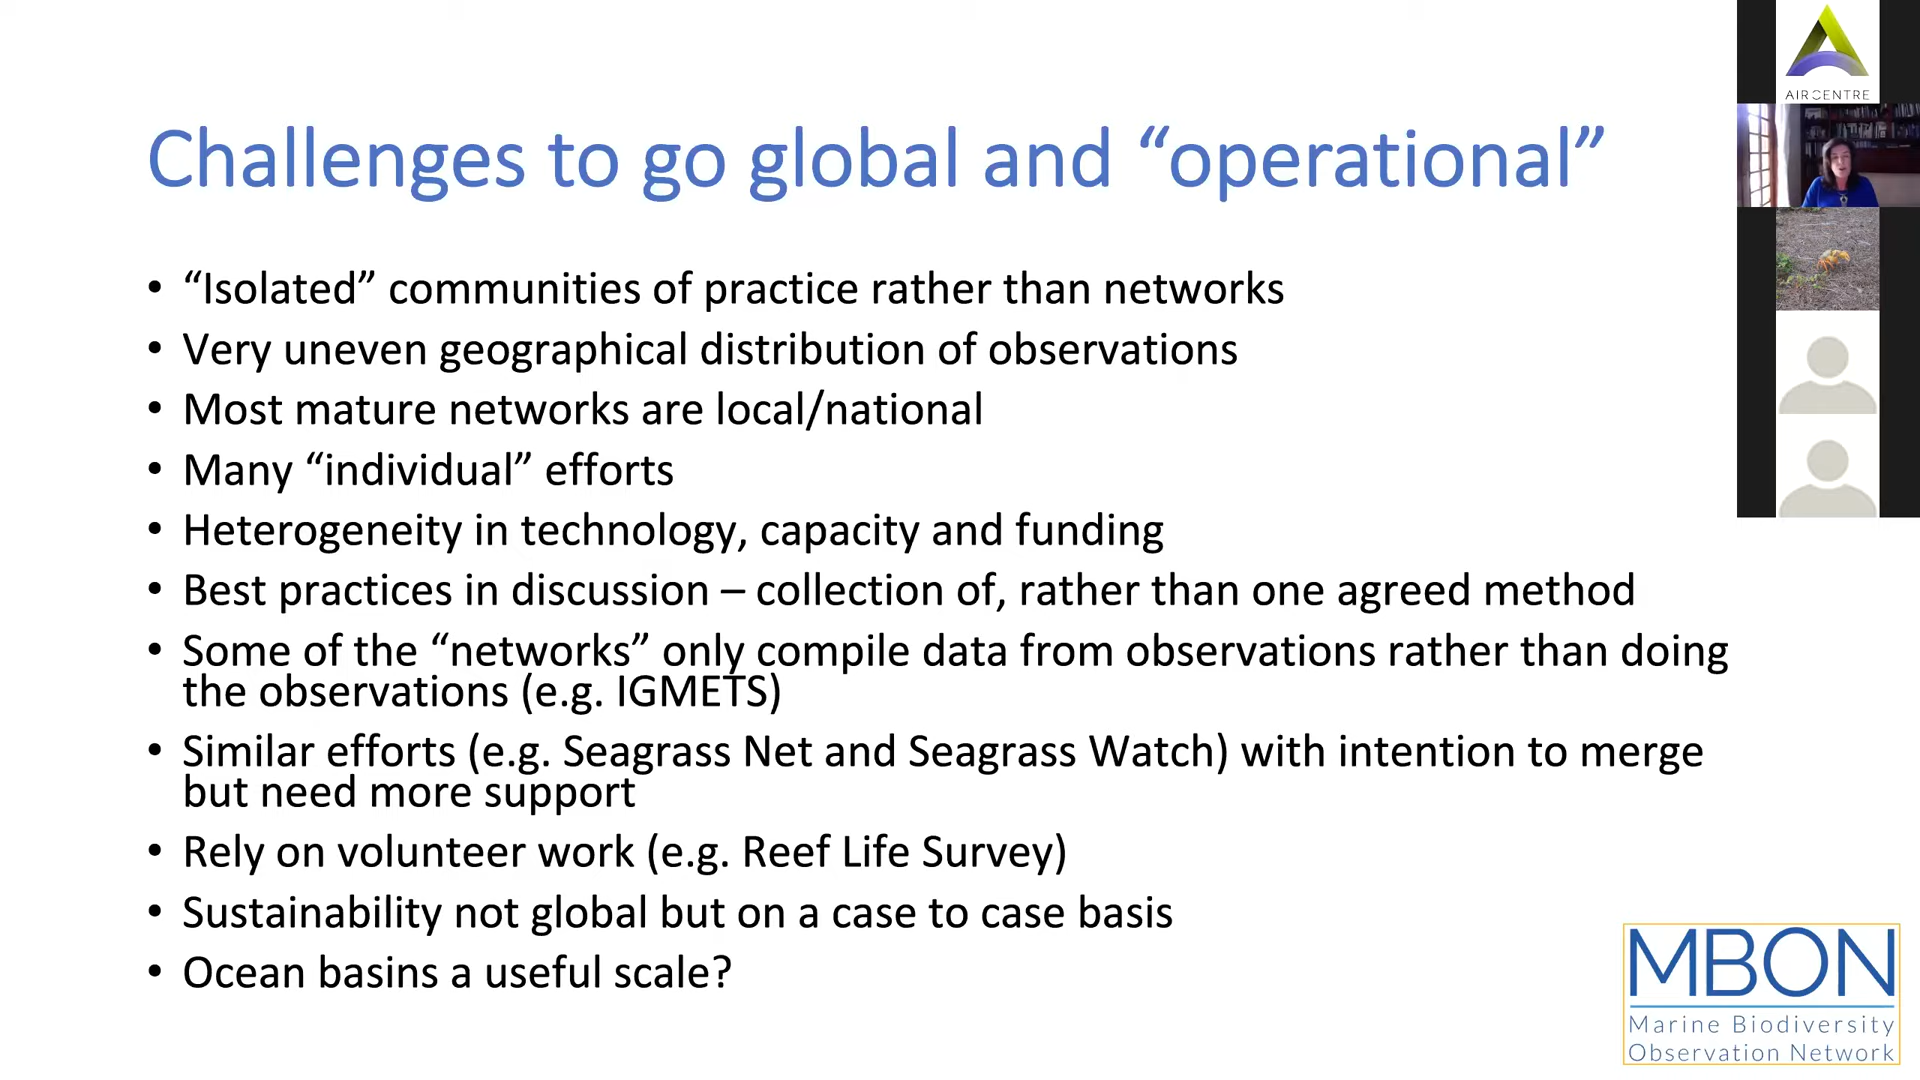 Challenges to go global and “operational”
• “Isolated” communities of practice rather than networks
• Very uneven geographical distribution of observations
• Most mature networks are local/national
• Many “individual” efforts
• Heterogeneity in technology, capacity and funding
• Best practices in discussion – collection of, rather than one agreed method
• Some of the “networks” only compile data from observations rather than doing
the observations (e.g. IGMETS)
• Similar efforts (e.g. Seagrass Net and Seagrass Watch) with intention to merge
but need more support
• Rely on volunteer work (e.g. Reef Life Survey)
• Sustainability not global but on a case to case basis
• Ocean basins a useful scale?
AIR CENTRE
MBON
Marine Biodiversity
Observation Network